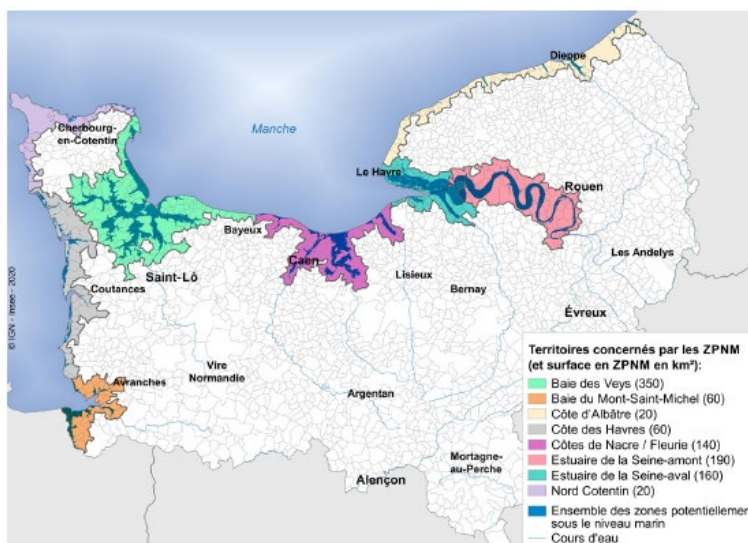 Dieppe
Cherbourg-
en-Cotentin
Manche
Le Havre
Rouen
Bayeux
Caen
Les Andelys
Lisieux
Saint-Lô
Coutances
Bernay
Évreux
© IGN - Insee - 2020
Vire
Normandie
Avranches
Argentan
Mortagne-
au-Perche
Alençon
Territoires concernés par les ZPNM
(et surface en ZPNM en km²):
Baie des Veys (350)
Baie du Mont-Saint-Michel (60)
Côte d'Albâtre (20)
Côte des Havres (60)
Côtes de Nacre / Fleurie (140)
Estuaire de la Seine-amont (190)
Estuaire de la Seine-aval (160)
Nord Cotentin (20)
Ensemble des zones potentiellement
sous le niveau marin
Cours d'eau